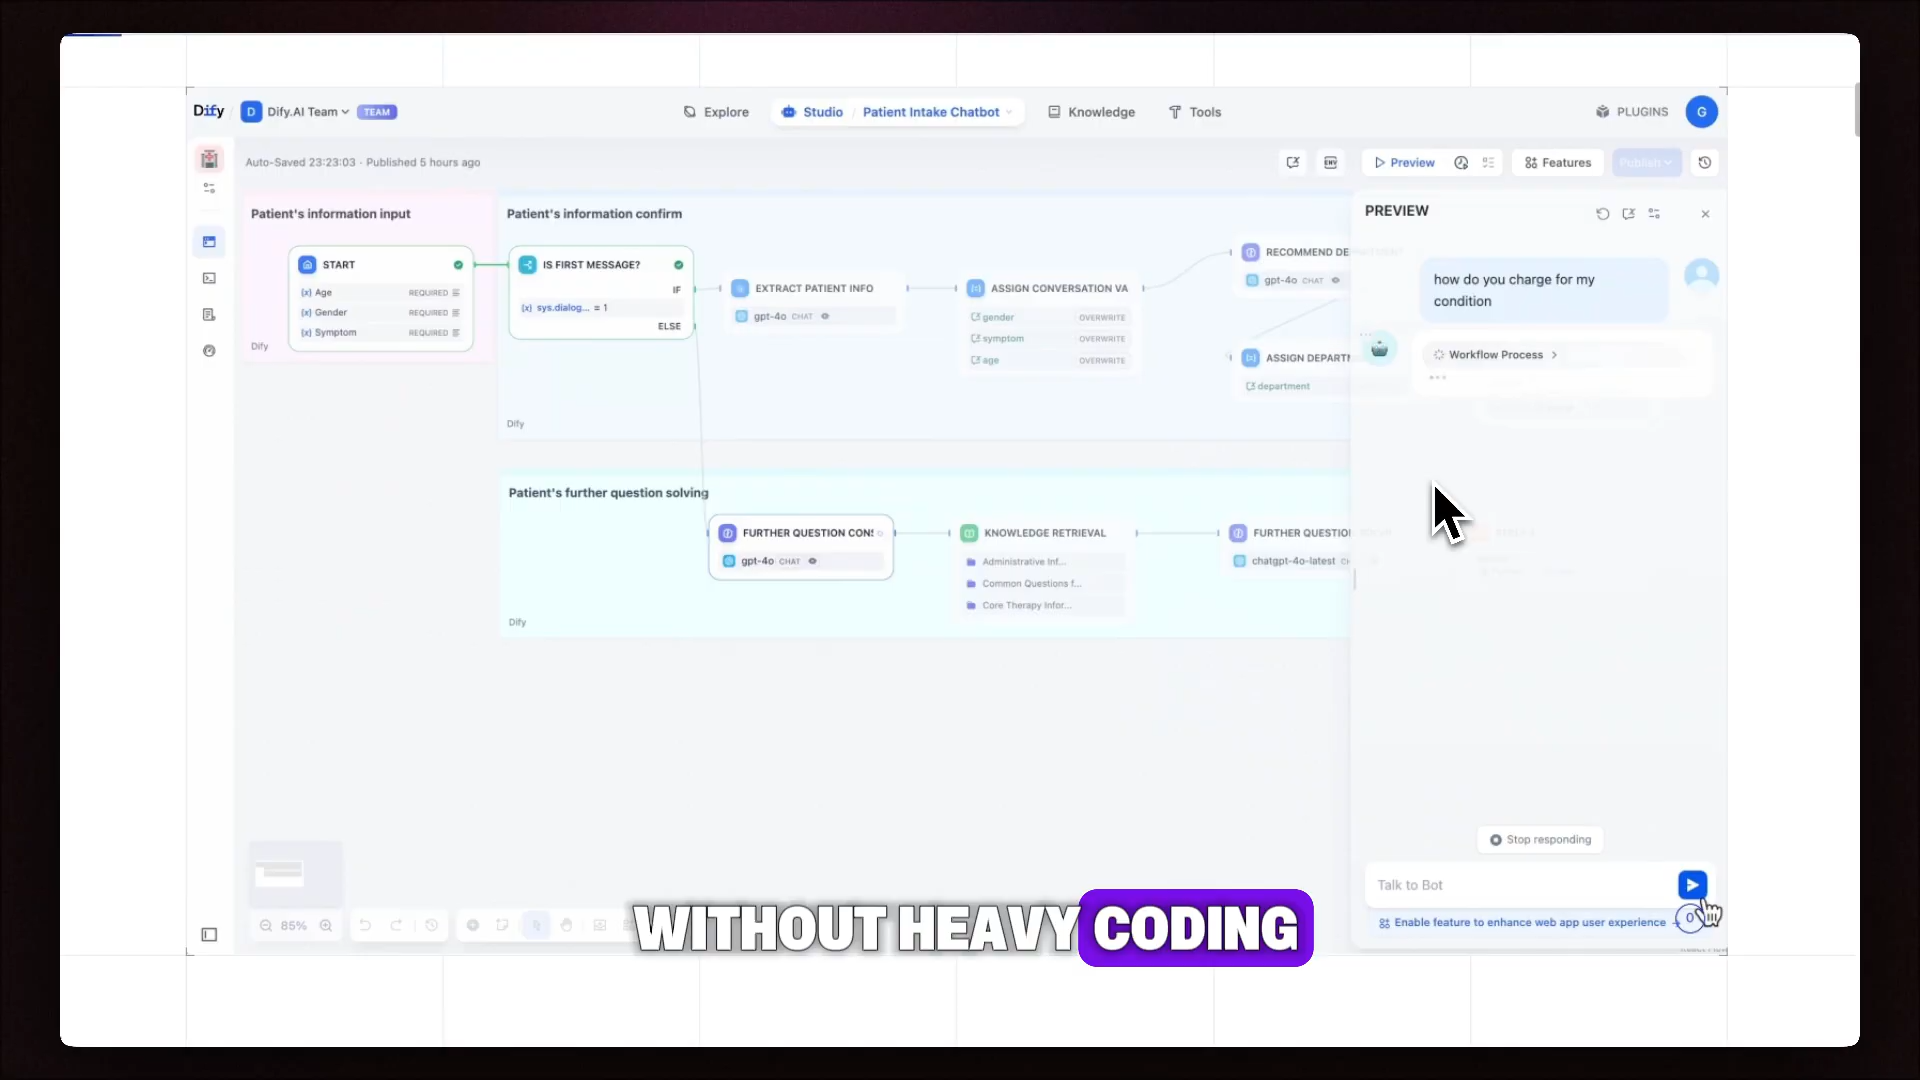 Dify / D Dify.AI Team TEAM
Explore Studio / Patient Intake Chatbot Knowledge Tools
PLUGINS G
Auto-Saved 23:23:03 · Published 5 hours ago
ENV Preview Features Publish
Patient's information input
START
{x} Age REQUIRED
{x} Gender REQUIRED
{x} Symptom REQUIRED
Dify
Patient's information confirm
IS FIRST MESSAGE?
IF
{x} sys.dialog... = 1
ELSE
EXTRACT PATIENT INFO
gpt-4o CHAT
ASSIGN CONVERSATION VA
gender OVERWRITE
symptom OVERWRITE
age OVERWRITE
RECOMMEND DEPARTMENT
gpt-4o CHAT
ASSIGN DEPARTM
department
Dify
Patient's further question solving
FURTHER QUESTION CONS
gpt-4o CHAT
KNOWLEDGE RETRIEVAL
Administrative Inf...
Common Questions f...
Core Therapy Infor...
FURTHER QUESTIO
chatgpt-4o-latest
Dify
PREVIEW
how do you charge for my
condition
Workflow Process
Stop responding
Talk to Bot
Enable feature to enhance web app user experience
85%
WITHOUT HEAVY CODING